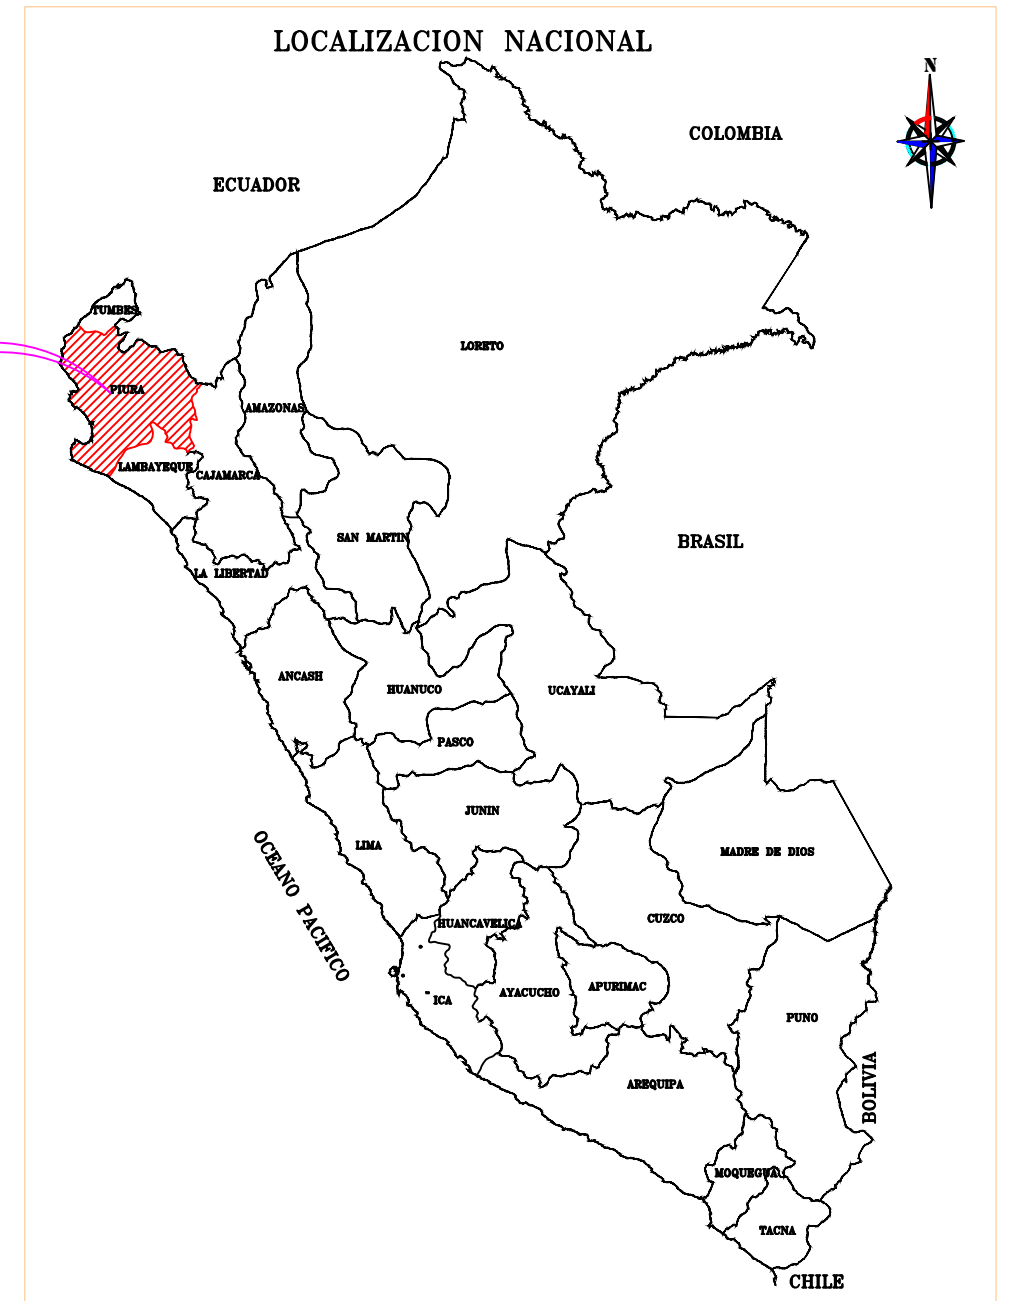 LOCALIZACION NACIONAL
N
COLOMBIA
ECUADOR
TUMBES
LORETO
PIURA
AMAZONAS
LAMBAYEQUE
CAJAMARCA
SAN MARTIN
BRASIL
LA LIBERTAD
ANCASH
HUANUCO
UCAYALI
PASCO
JUNIN
LIMA
MADRE DE DIOS
OCEANO PACIFICO
HUANCAVELICA
CUZCO
AYACUCHO
APURIMAC
ICA
PUNO
AREQUIPA
BOLIVIA
MOQUEGUA
TACNA
CHILE